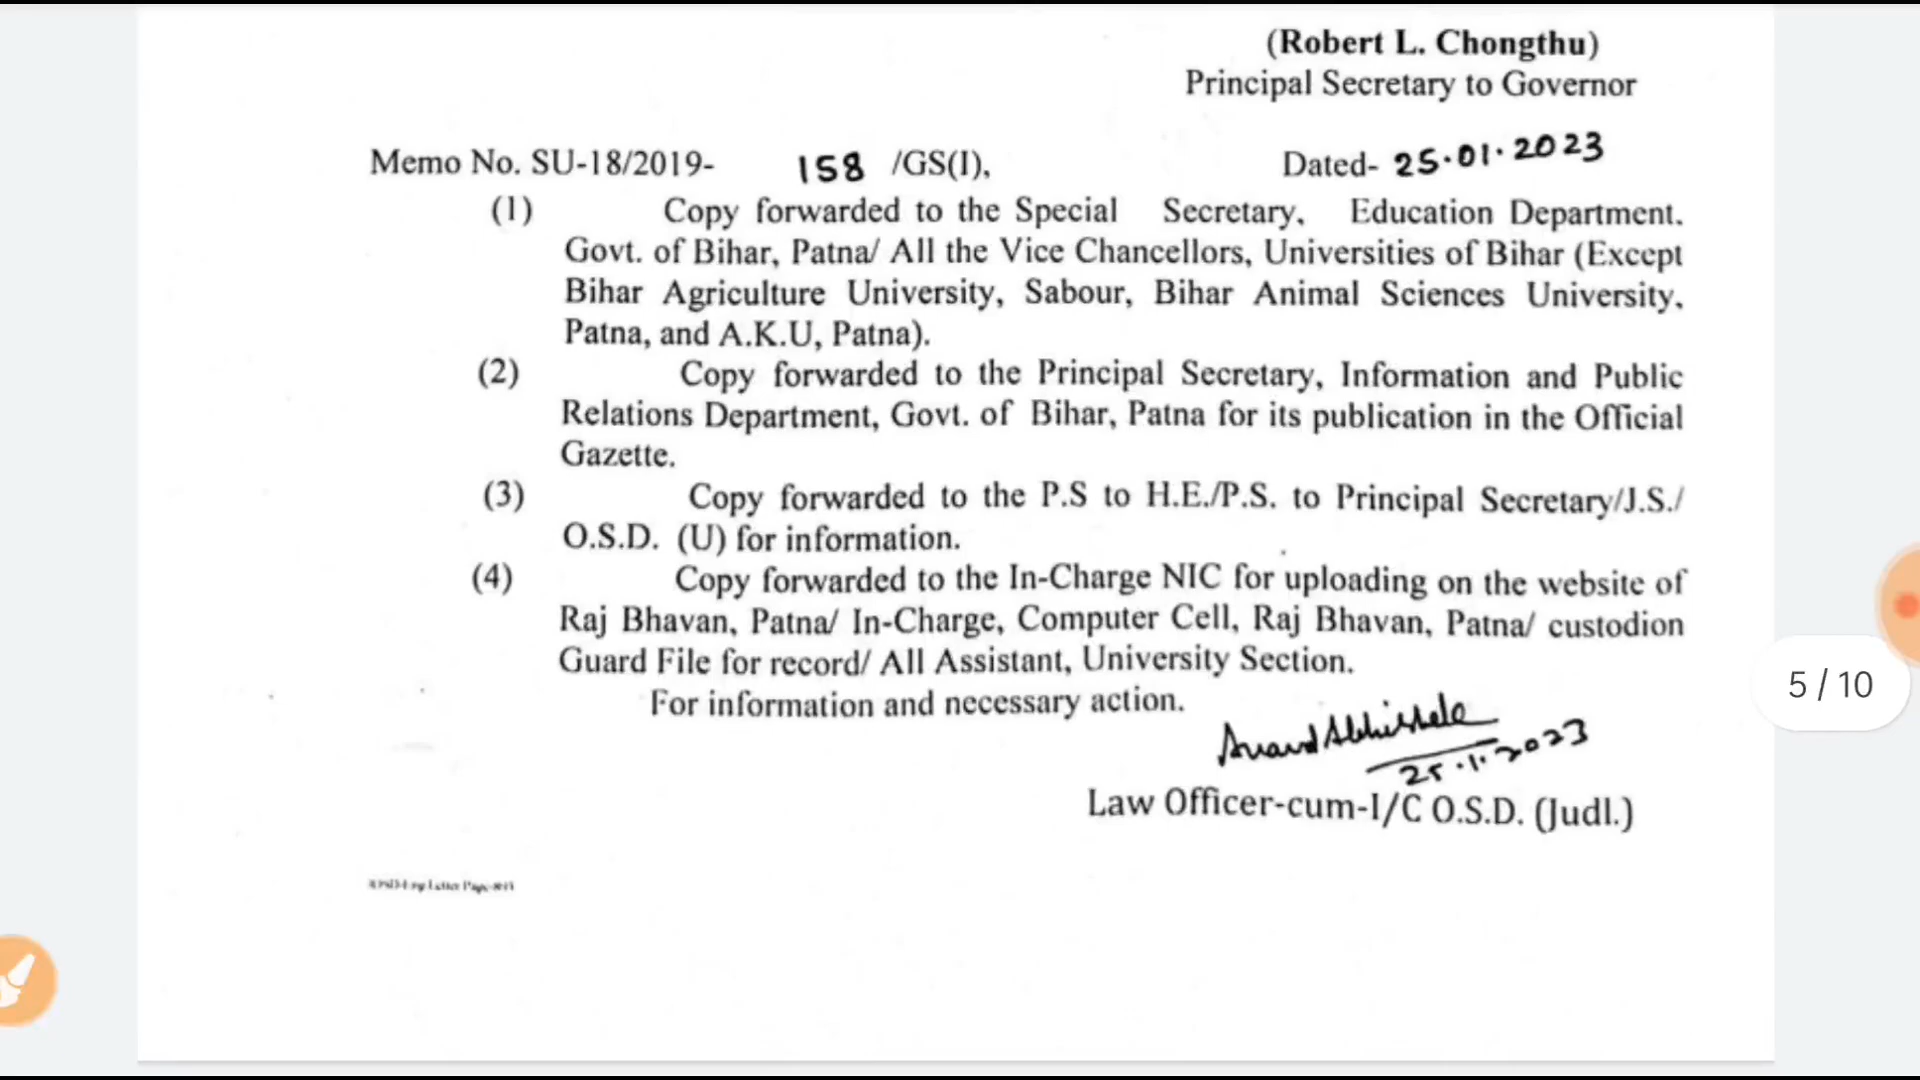 (Robert L. Chongthu)
Principal Secretary to Governor
Memo No. SU-18/2019- 158 /GS(I), Dated- 25.01.2023
(1) Copy forwarded to the Special Secretary, Education Department.
Govt. of Bihar, Patna/ All the Vice Chancellors, Universities of Bihar (Except
Bihar Agriculture University, Sabour, Bihar Animal Sciences University,
Patna, and A.K.U, Patna).
(2) Copy forwarded to the Principal Secretary, Information and Public
Relations Department, Govt. of Bihar, Patna for its publication in the Official
Gazette.
(3) Copy forwarded to the P.S to H.E./P.S. to Principal Secretary/J.S./
O.S.D. (U) for information.
(4) Copy forwarded to the In-Charge NIC for uploading on the website of
Raj Bhavan, Patna/ In-Charge, Computer Cell, Raj Bhavan, Patna/ custodion
Guard File for record/ All Assistant, University Section.
For information and necessary action.
5 / 10
25.1.2023
Law Officer-cum-I/C O.S.D. (Judl.)